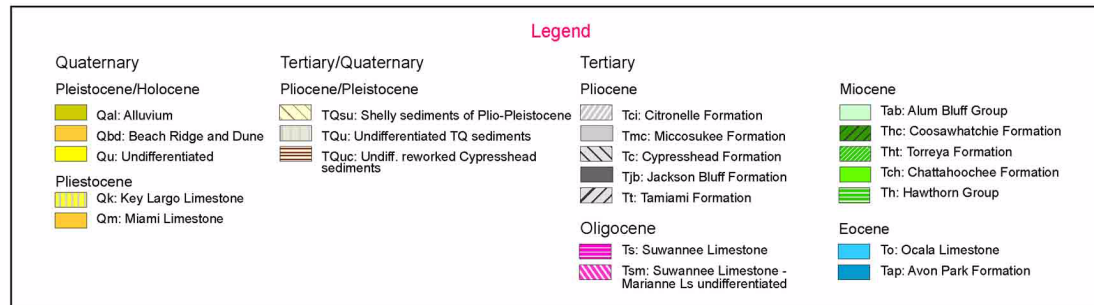 Legend
Quaternary
Pleistocene/Holocene
Qal: Alluvium
Qbd: Beach Ridge and Dune
Qu: Undifferentiated
Pliestocene
Qk: Key Largo Limestone
Qm: Miami Limestone
Tertiary/Quaternary
Pliocene/Pleistocene
TQsu: Shelly sediments of Plio-Pleistocene
TQu: Undifferentiated TQ sediments
TQuc: Undiff. reworked Cypresshead
sediments
Tertiary
Pliocene
Tci: Citronelle Formation
Tmc: Miccosukee Formation
Tc: Cypresshead Formation
Tjb: Jackson Bluff Formation
Tt: Tamiami Formation
Oligocene
Ts: Suwannee Limestone
Tsm: Suwannee Limestone -
Marianne Ls undifferentiated
Miocene
Tab: Alum Bluff Group
Thc: Coosawhatchie Formation
Tht: Torreya Formation
Tch: Chattahoochee Formation
Th: Hawthorn Group
Eocene
To: Ocala Limestone
Tap: Avon Park Formation